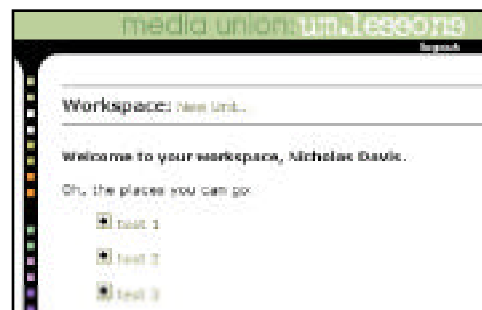 media union:um.lessons
logout
Workspace: New Unit...
Welcome to your workspace, Nicholas Davis.
Oh, the places you can go
test 1
test 2
test 3